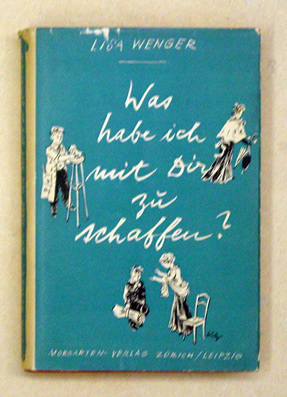 LISA WENGER
Was
habe ich
mit Dir
zu
schaffen?
MORGARTEN-VERLAG ZÜRICH/LEIPZIG